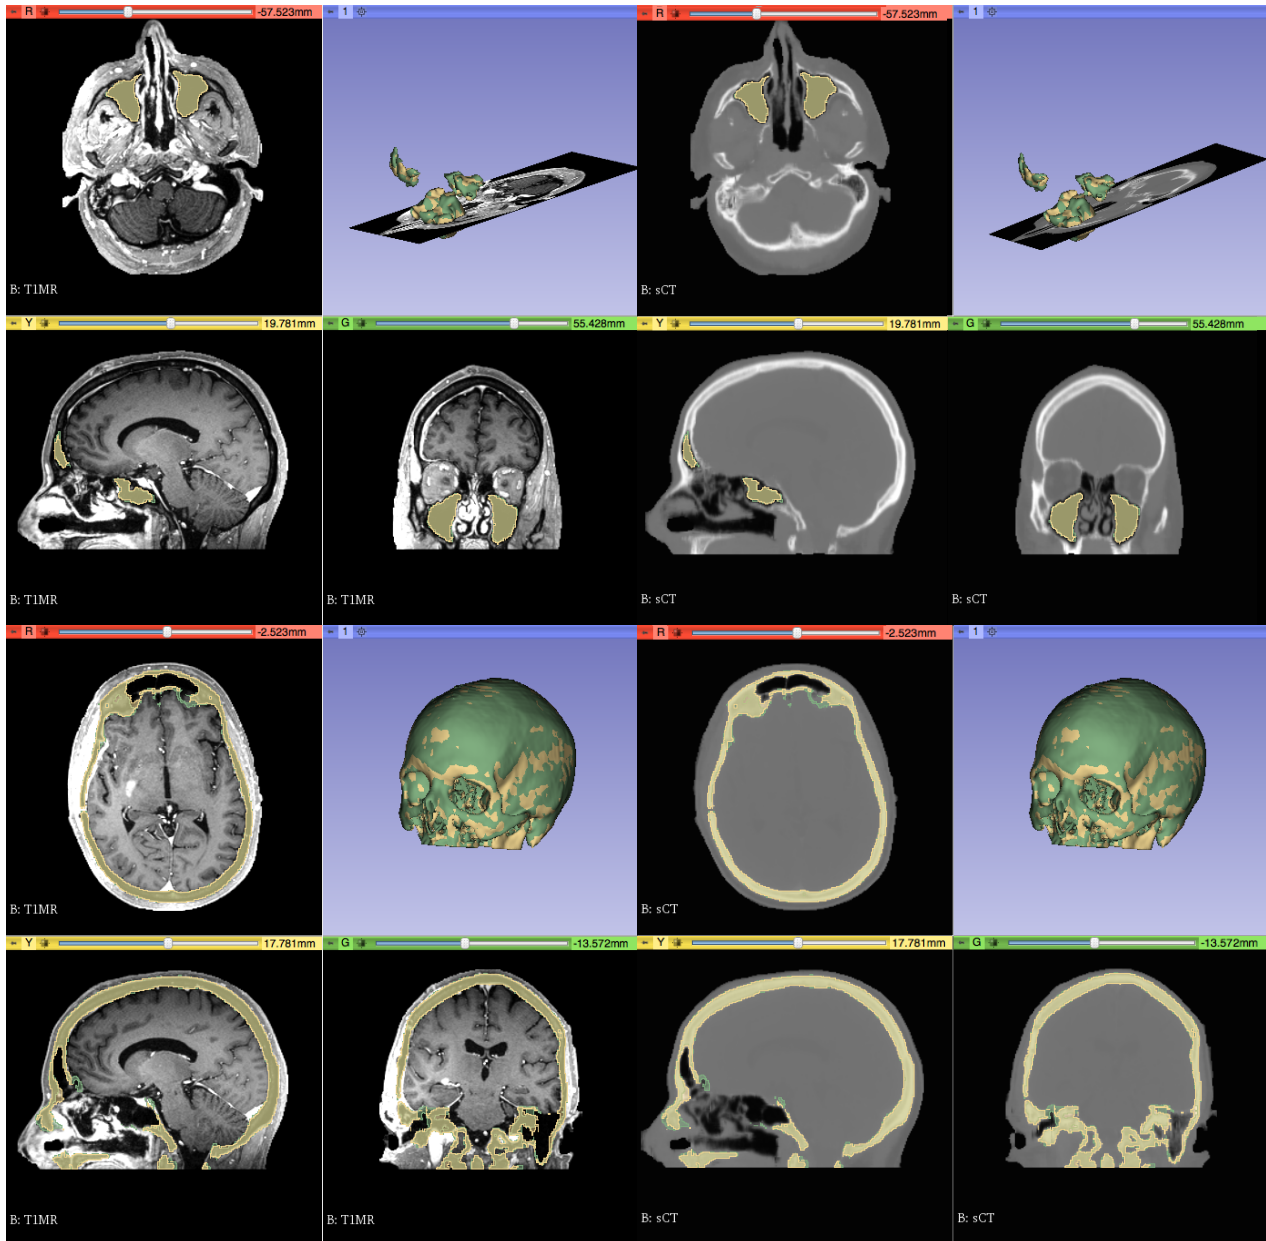 R -57.523mm 1 R -57.523mm 1
B: T1MR B: sCT
Y 19.781mm G 55.428mm Y 19.781mm G 55.428mm
B: T1MR B: T1MR B: sCT B: sCT
R -2.523mm 1 R -2.523mm 1
B: T1MR B: sCT
Y 17.781mm G -13.572mm Y 17.781mm G -13.572mm
B: T1MR B: T1MR B: sCT B: sCT